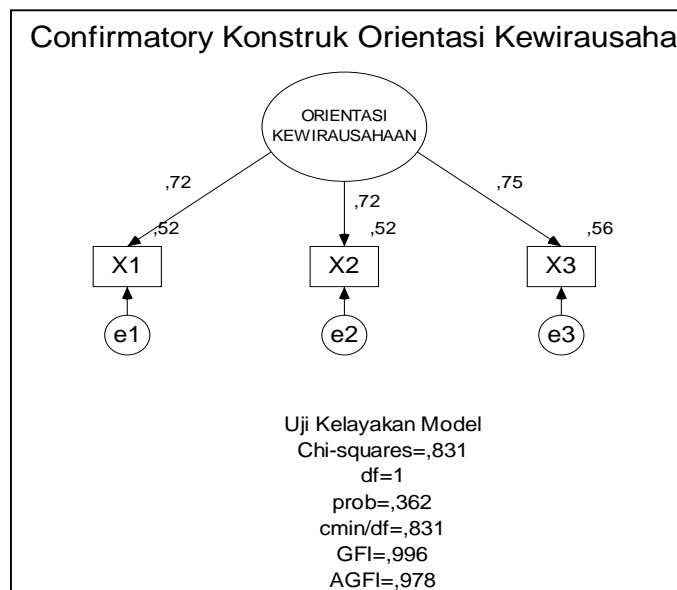 Confirmatory Konstruk Orientasi Kewirausaha
ORIENTASI
KEWIRAUSAHAAN
,72
,72
,75
,52
,52
,56
X1
X2
X3
e1
e2
e3
Uji Kelayakan Model
Chi-squares=,831
df=1
prob=,362
cmin/df=,831
GFI=,996
AGFI=,978